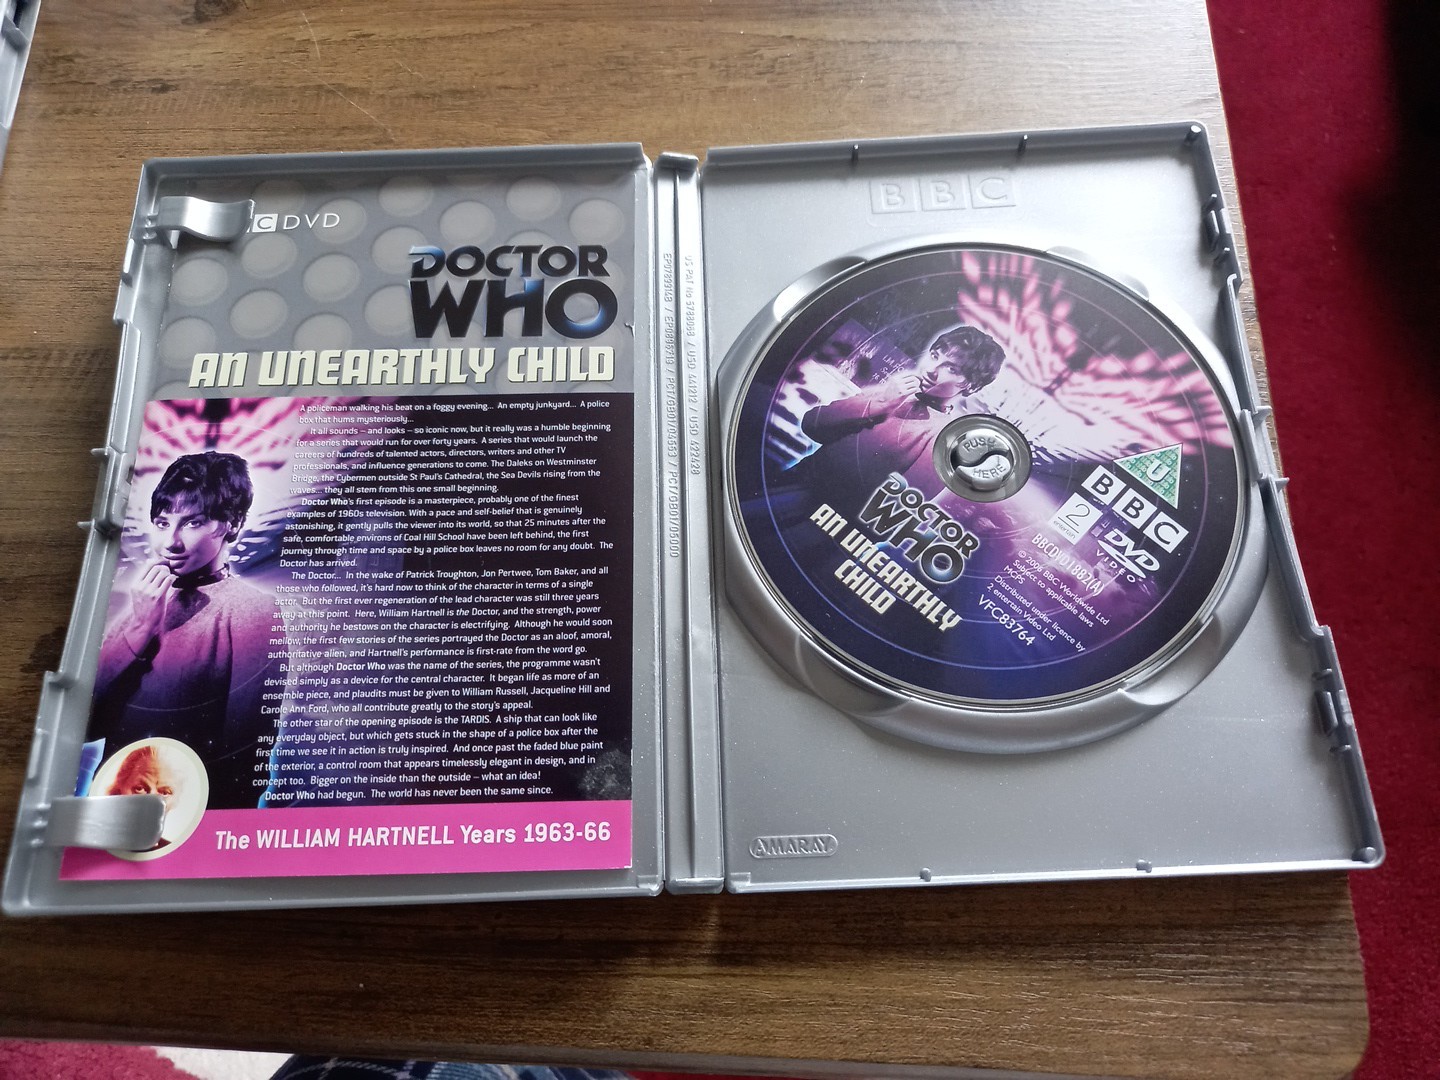 C DVD
DOCTOR
WHO
AN UNEARTHLY CHILD
A policeman walking his beat on a foggy evening... An empty junkyard... A police
box that hums mysteriously...
It all sounds – and looks – so iconic now, but it really was a humble beginning
for a series that would run for over forty years. A series that would launch the
careers of hundreds of talented actors, directors, writers and other TV
professionals, and influence generations to come. The Daleks on Westminster
Bridge, the Cybermen outside St Paul's Cathedral, the Sea Devils rising from the
waves... they all stem from this one small beginning.
Doctor Who's first episode is a masterpiece, probably one of the finest
examples of 1960s television. With a pace and self-belief that is genuinely
astonishing, it gently pulls the viewer into its world, so that 25 minutes after the
safe, comfortable environs of Coal Hill School have been left behind, the first
journey through time and space by a police box leaves no room for any doubt. The
Doctor has arrived.
The Doctor... In the wake of Patrick Troughton, Jon Pertwee, Tom Baker, and all
those who followed, it's hard now to think of the character in terms of a single
actor. But the first ever regeneration of the lead character was still three years
away at this point. Here, William Hartnell is the Doctor, and the strength, power
and authority he bestows on the character is electrifying. Although he would soon
mellow, the first few stories of the series portrayed the Doctor as an aloof, amoral,
authoritative alien, and Hartnell's performance is first-rate from the word go.
But although Doctor Who was the name of the series, the programme wasn't
devised simply as a device for the central character. It began life as more of an
ensemble piece, and plaudits must be given to William Russell, Jacqueline Hill and
Carole Ann Ford, who all contribute greatly to the story's appeal.
The other star of the opening episode is the TARDIS. A ship that can look like
any everyday object, but which gets stuck in the shape of a police box after the
first time we see it in action is truly inspired. And once past the faded blue paint
of the exterior, a control room that appears timelessly elegant in design, and in
concept too. Bigger on the inside than the outside – what an idea!
Doctor Who had begun. The world has never been the same since.
The WILLIAM HARTNELL Years 1963-66
US PAT No 5788068 / USD 441212 / USD 422428
EP07899148 / EP0896219 / PCT/GB01/04553 / PCT/GB01/05000
BBC
PUSH
HERE
U
BBC
2
entertain
DVD
VIDEO
DOCTOR
WHO
AN UNEARTHLY
CHILD
BBCDVD1882(A)
© 2006 BBC Worldwide Ltd
Subject to applicable laws
MCPS
Distributed under licence by
2 entertain Video Ltd
VFC83764
AMARAY